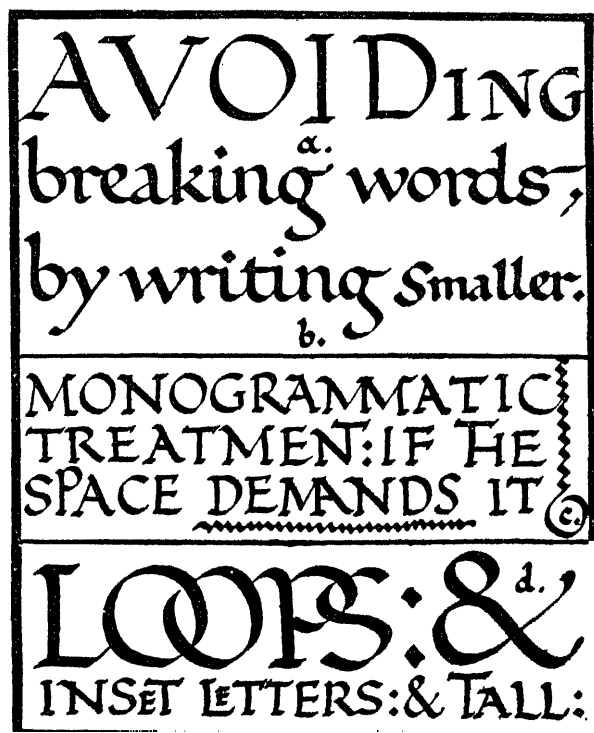 AVOIDING
a.
breaking words,
by writing smaller.
b.
MONOGRAMMATIC
TREATMENT: IF THE
SPACE DEMANDS IT
c.
LOOPS: &
d.
INSET LETTERS: & TALL: